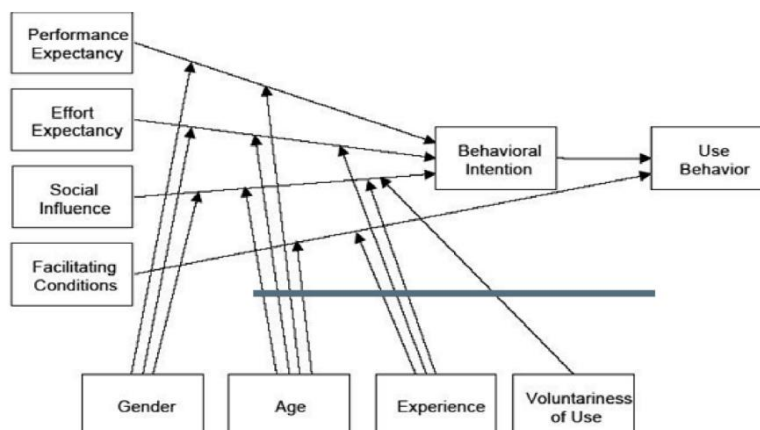 Performance
Expectancy
Effort
Expectancy
Social
Influence
Facilitating
Conditions
Behavioral
Intention
Use
Behavior
Gender
Age
Experience
Voluntariness
of Use